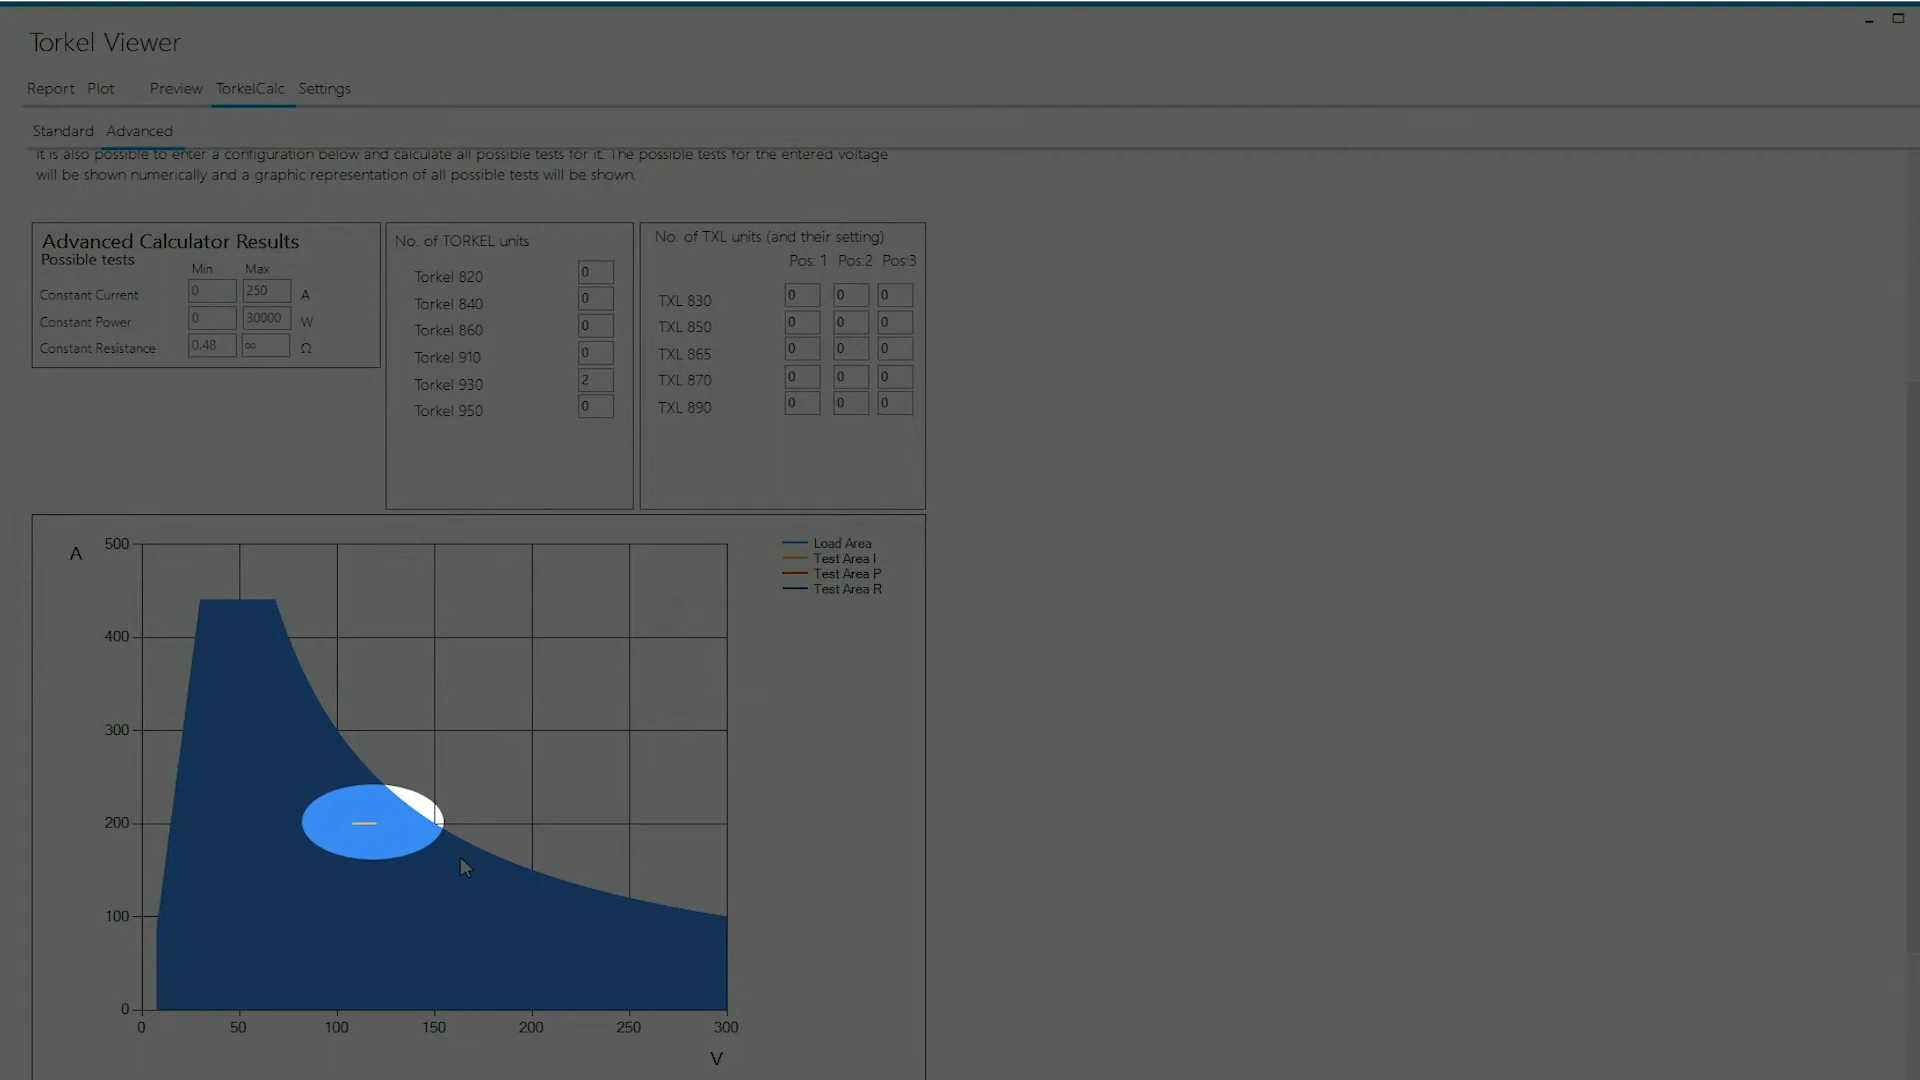 Torkel Viewer
Report Plot Preview TorkelCalc Settings
Standard Advanced
It is also possible to enter a configuration below and calculate all possible tests for it. The possible tests for the entered voltage
will be shown numerically and a graphic representation of all possible tests will be shown.
Advanced Calculator Results
Possible tests
Min Max
Constant Current 0 250 A
Constant Power 0 30000 W
Constant Resistance 0.48 ∞ Ω
No. of TORKEL units
Torkel 820 0
Torkel 840 0
Torkel 860 0
Torkel 910 0
Torkel 930 2
Torkel 950 0
No. of TXL units (and their setting)
Pos: 1 Pos:2 Pos:3
TXL 830 0 0 0
TXL 850 0 0 0
TXL 865 0 0 0
TXL 870 0 0 0
TXL 890 0 0 0
A
500
400
300
200
100
0
0 50 100 150 200 250 300
V
Load Area
Test Area I
Test Area P
Test Area R